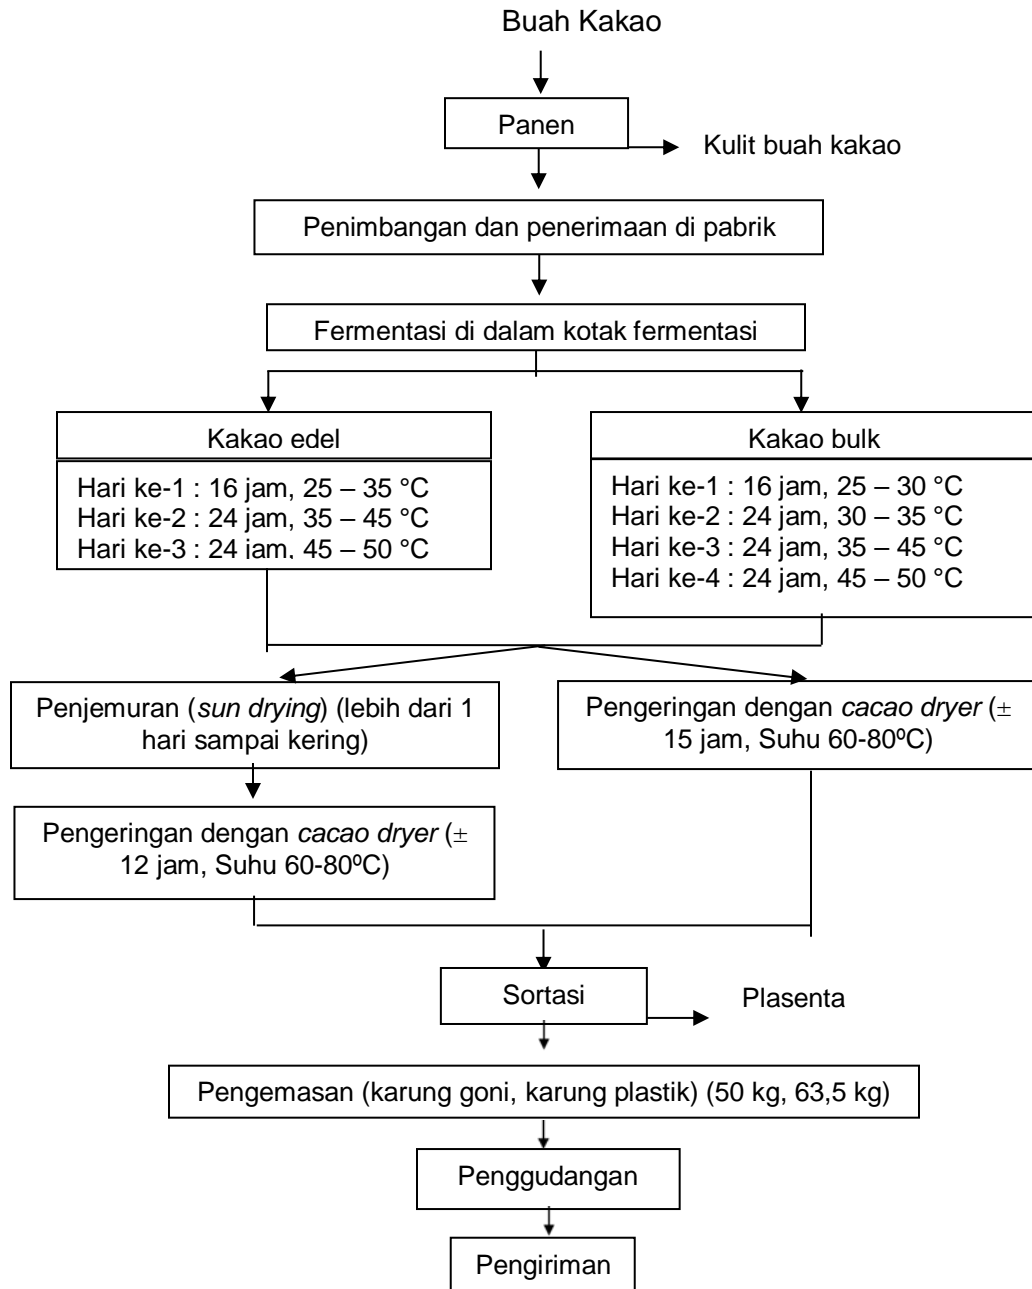 Buah Kakao
Panen
Kulit buah kakao
Penimbangan dan penerimaan di pabrik
Fermentasi di dalam kotak fermentasi
Kakao edel
Hari ke-1 : 16 jam, 25 – 35 °C
Hari ke-2 : 24 jam, 35 – 45 °C
Hari ke-3 : 24 jam, 45 – 50 °C
Kakao bulk
Hari ke-1 : 16 jam, 25 – 30 °C
Hari ke-2 : 24 jam, 30 – 35 °C
Hari ke-3 : 24 jam, 35 – 45 °C
Hari ke-4 : 24 jam, 45 – 50 °C
Penjemuran (sun drying) (lebih dari 1
hari sampai kering)
Pengeringan dengan cacao dryer (±
15 jam, Suhu 60-80ºC)
Pengeringan dengan cacao dryer (±
12 jam, Suhu 60-80ºC)
Sortasi
Plasenta
Pengemasan (karung goni, karung plastik) (50 kg, 63,5 kg)
Penggudangan
Pengiriman